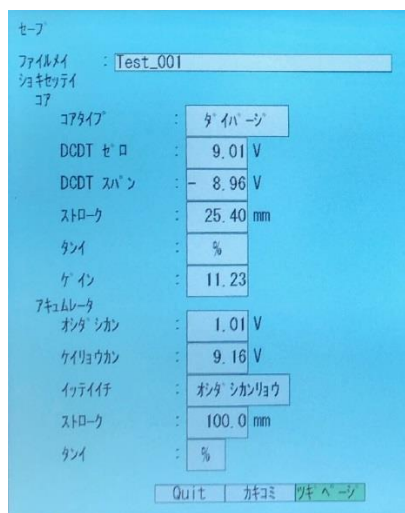 セーブ
ファイルメイ : Test_001
ショキセッテイ
コア
コアタイプ : ダイバージ
DCDT ゼロ : 9.01 V
DCDT スパン : - 8.96 V
ストローク : 25.40 mm
タンイ : %
ゲイン : 11.23
アキュムレータ
オシダシカン : 1.01 V
ケイリョウカン : 9.16 V
イッテイイチ : オシダシカンリョウ
ストローク : 100.0 mm
タンイ : %
Quit カキコミ ツギページ